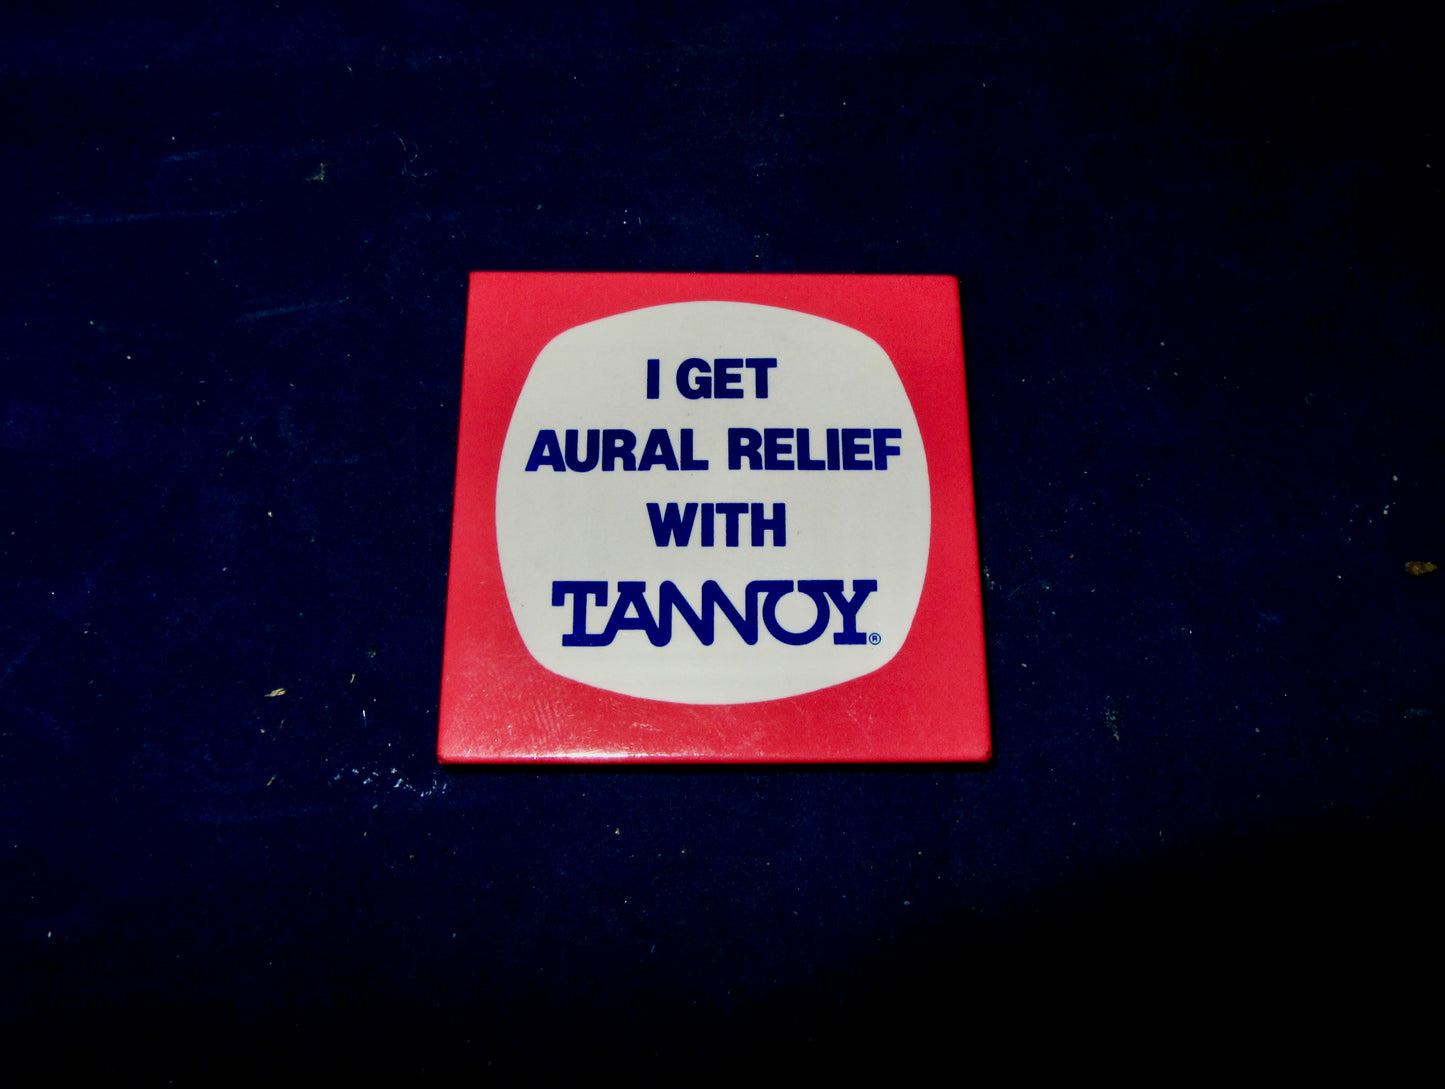 I GET
AURAL RELIEF
WITH
TANNOY®